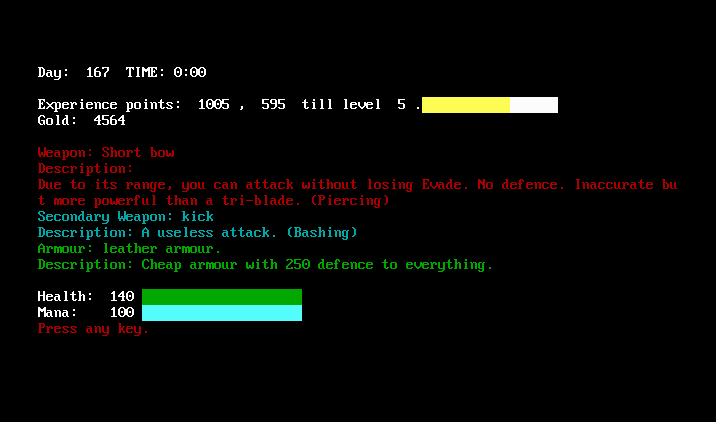 Day:  167  TIME: 0:00
Experience points:  1005 ,  595  till level  5 .
Gold:  4564
Weapon: Short bow
Description:
Due to its range, you can attack without losing Evade. No defence. Inaccurate bu
t more powerful than a tri-blade. (Piercing)
Secondary Weapon: kick
Description: A useless attack. (Bashing)
Armour: leather armour.
Description: Cheap armour with 250 defence to everything.
Health:  140
Mana:    100
Press any key.